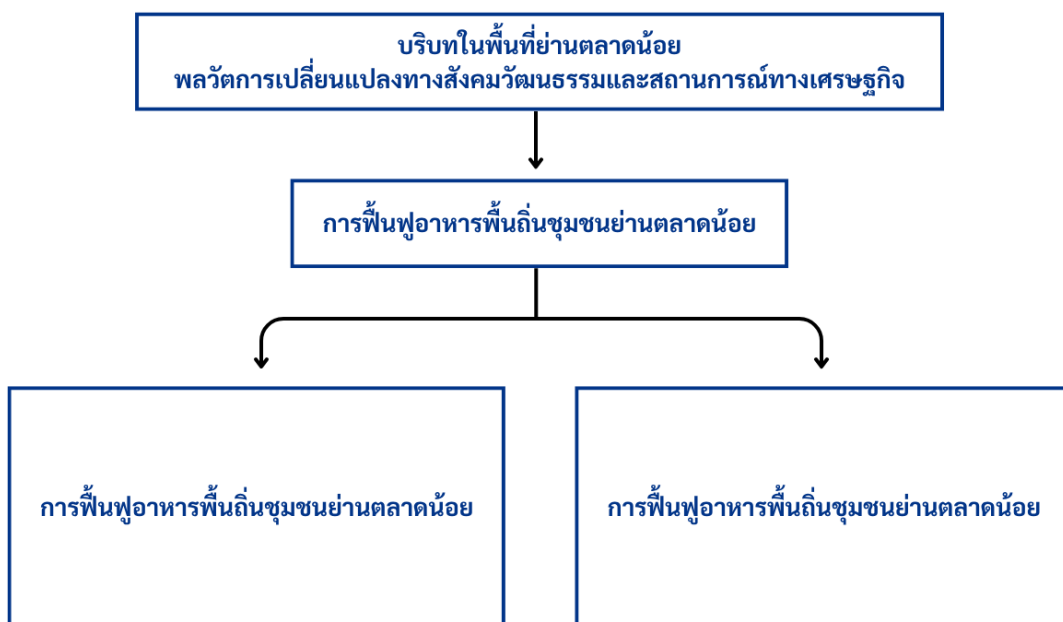 บริบทในพื้นที่ย่านตลาดน้อย
พลวัตการเปลี่ยนแปลงทางสังคมวัฒนธรรมและสถานการณ์ทางเศรษฐกิจ
การฟื้นฟูอาหารพื้นถิ่นชุมชนย่านตลาดน้อย
การฟื้นฟูอาหารพื้นถิ่นชุมชนย่านตลาดน้อย
การฟื้นฟูอาหารพื้นถิ่นชุมชนย่านตลาดน้อย